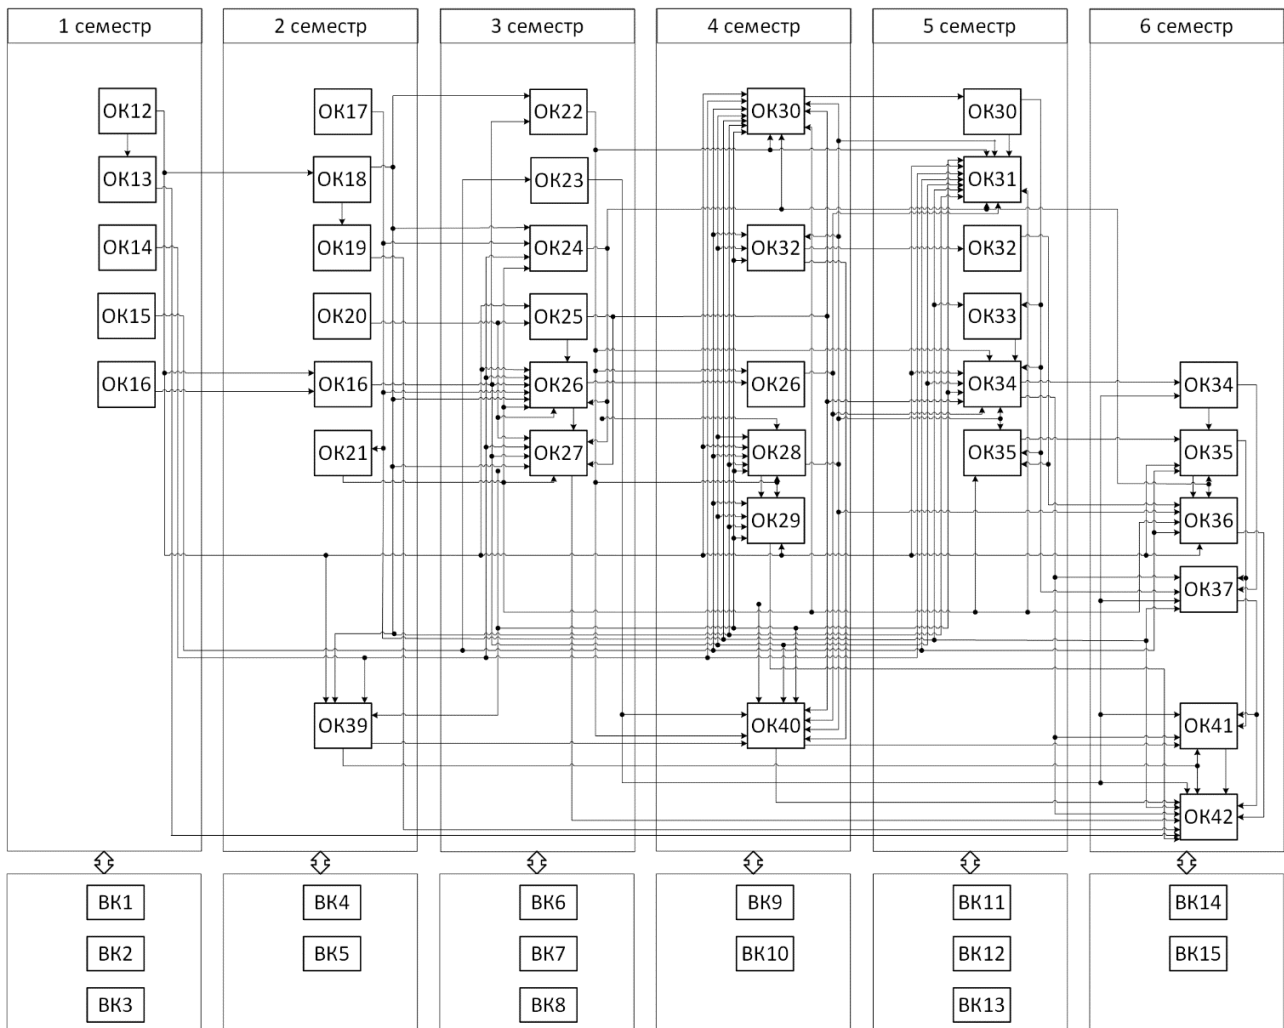 1 семестр 2 семестр 3 семестр 4 семестр 5 семестр 6 семестр
ОК12 ОК17 ОК22 ОК30 ОК30
ОК13 ОК18 ОК23 ОК31
ОК14 ОК19 ОК24 ОК32 ОК32
ОК15 ОК20 ОК25 ОК33
ОК16 ОК16 ОК26 ОК26 ОК34 ОК34
ОК21 ОК27 ОК28 ОК35 ОК35
ОК29 ОК36
ОК37
ОК39 ОК40 ОК41
ОК42
ВК1 ВК4 ВК6 ВК9 ВК11 ВК14
ВК2 ВК5 ВК7 ВК10 ВК12 ВК15
ВК3 ВК8 ВК13